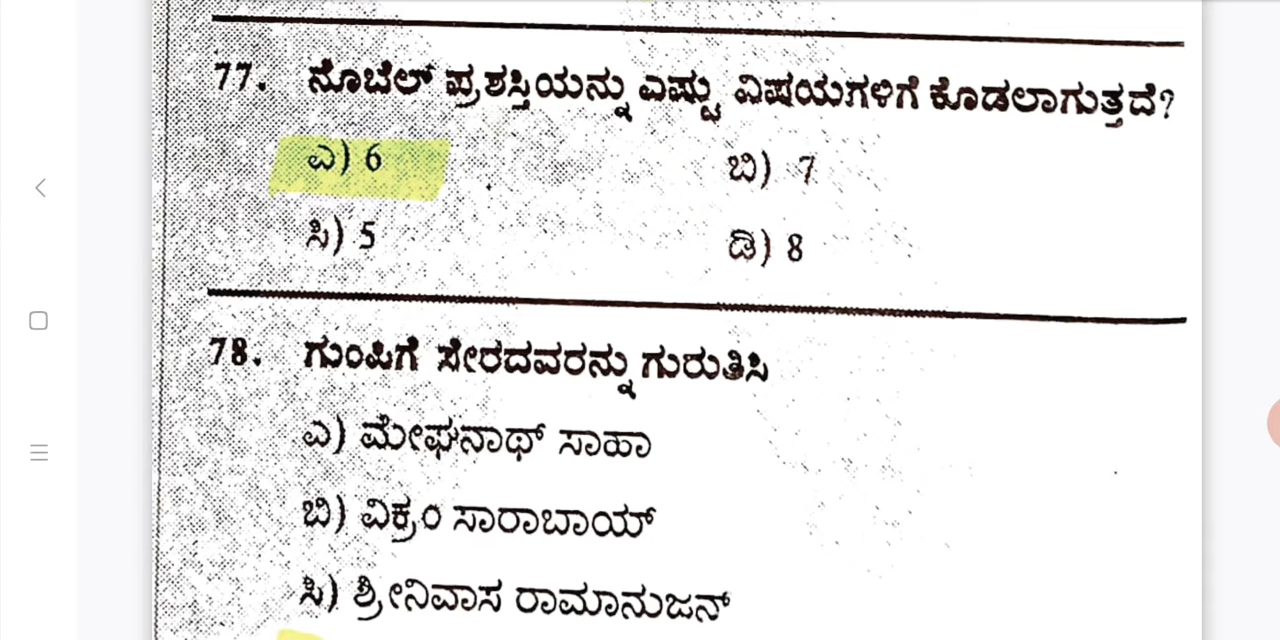 77. ನೊಬೆಲ್ ಪ್ರಶಸ್ತಿಯನ್ನು ಎಷ್ಟು ವಿಷಯಗಳಿಗೆ ಕೊಡಲಾಗುತ್ತದೆ?
ಎ) 6 ಬಿ) 7
ಸಿ) 5 ಡಿ) 8
78. ಗುಂಪಿಗೆ ಸೇರದವರನ್ನು ಗುರುತಿಸಿ
ಎ) ಮೇಘನಾಥ್ ಸಾಹಾ
ಬಿ) ವಿಕ್ರಂ ಸಾರಾಬಾಯ್
ಸಿ) ಶ್ರೀನಿವಾಸ ರಾಮಾನುಜನ್